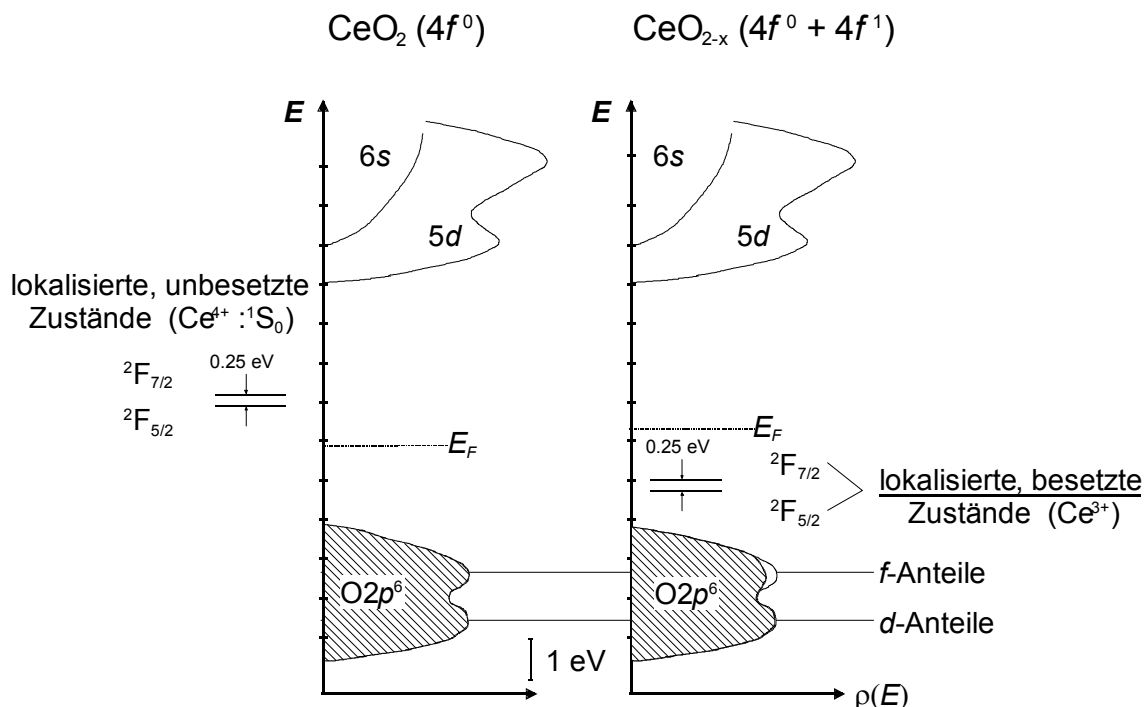 CeO₂ (4f⁰)
CeO₂₋ₓ (4f⁰ + 4f¹)
E
6s
5d
lokalisierte, unbesetzte
Zustände (Ce⁴⁺ :¹S₀)
²F₇/₂
0.25 eV
²F₅/₂
E_F
O2p⁶
1 eV
E
6s
5d
E_F
0.25 eV
²F₇/₂
²F₅/₂
lokalisierte, besetzte
Zustände (Ce³⁺)
O2p⁶
f-Anteile
d-Anteile
ρ(E)